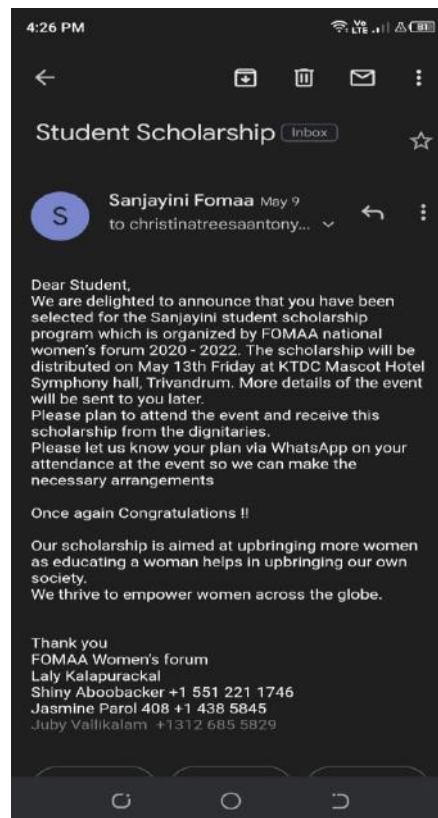 4:26 PM
Vo
LTE
Student Scholarship Inbox
S
Sanjayini Fomaa May 9
to christinatreesaantony...
Dear Student,
We are delighted to announce that you have been
selected for the Sanjayini student scholarship
program which is organized by FOMAA national
women's forum 2020 - 2022. The scholarship will be
distributed on May 13th Friday at KTDC Mascot Hotel
Symphony hall, Trivandrum. More details of the event
will be sent to you later.
Please plan to attend the event and receive this
scholarship from the dignitaries.
Please let us know your plan via WhatsApp on your
attendance at the event so we can make the
necessary arrangements
Once again Congratulations !!
Our scholarship is aimed at upbringing more women
as educating a woman helps in upbringing our own
society.
We thrive to empower women across the globe.
Thank you
FOMAA Women's forum
Laly Kalapurackal
Shiny Aboobacker +1 551 221 1746
Jasmine Parol 408 +1 438 5845
Juby Vallikalam +1312 685 5829